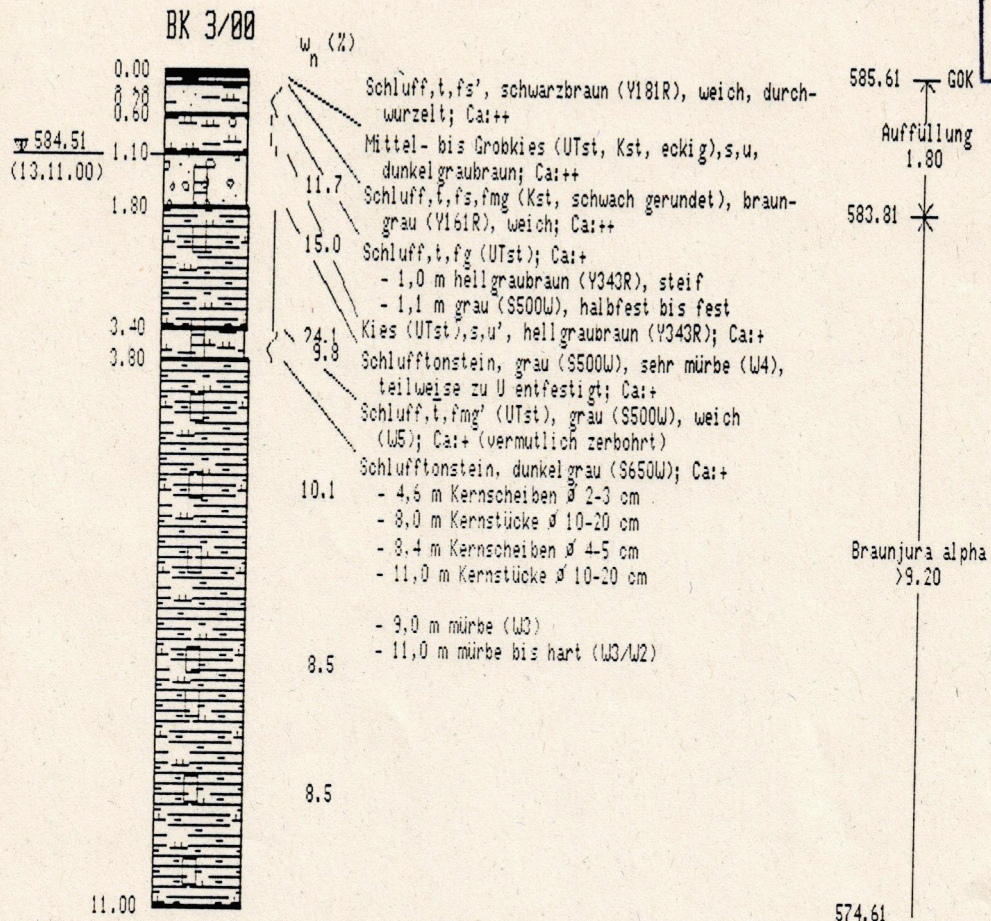 BK 3/00
w n (%)
0.00
0.60
1.10
1.80
3.40
3.80
11.00
584.51
(13.11.00)
11.7
15.0
24.1
9.8
10.1
8.5
8.5
Schluff,t,fs', schwarzbraun (Y181R), weich, durch-
wurzelt; Ca:++
Mittel- bis Grobkies (UTst, Kst, eckig),s,u,
dunkelgraubraun; Ca:++
Schluff,t,fs,fmg (Kst, schwach gerundet), braun-
grau (Y161R), weich; Ca:++
Schluff,t,fg (UTst); Ca:+
- 1,0 m hellgraubraun (Y343R), steif
- 1,1 m grau (S500W), halbfest bis fest
Kies (UTst),s,u', hellgraubraun (Y343R); Ca:+
Schlufftonstein, grau (S500W), sehr mürbe (W4),
teilweise zu U entfestigt; Ca:+
Schluff,t,fmg' (UTst), grau (S500W), weich
(W5); Ca:+ (vermutlich zerbohrt)
Schlufftonstein, dunkelgrau (S650W); Ca:+
- 4,6 m Kernscheiben ø 2-3 cm
- 8,0 m Kernstücke ø 10-20 cm
- 8,4 m Kernscheiben ø 4-5 cm
- 11,0 m Kernstücke ø 10-20 cm
- 9,0 m mürbe (W3)
- 11,0 m mürbe bis hart (W3/W2)
585.61 GOK
Auffüllung
1.80
583.81
Braunjura alpha
>9.20
574.61